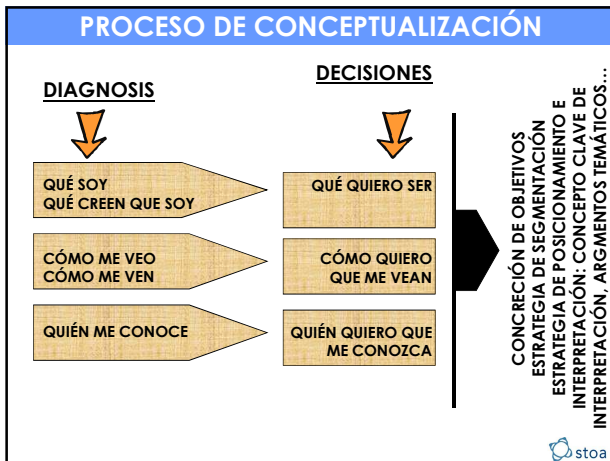 PROCESO DE CONCEPTUALIZACIÓN
DIAGNOSIS
DECISIONES
QUÉ SOY
QUÉ CREEN QUE SOY
QUÉ QUIERO SER
CÓMO ME VEO
CÓMO ME VEN
CÓMO QUIERO
QUE ME VEAN
QUIÉN ME CONOCE
QUIÉN QUIERO QUE
ME CONOZCA
CONCRECIÓN DE OBJETIVOS
ESTRATEGIA DE SEGMENTACIÓN
ESTRATEGIA DE POSICIONAMIENTO E
INTERPRETACIÓN: CONCEPTO CLAVE DE
INTERPRETACIÓN, ARGMENTOS TEMÁTICOS...
stoa